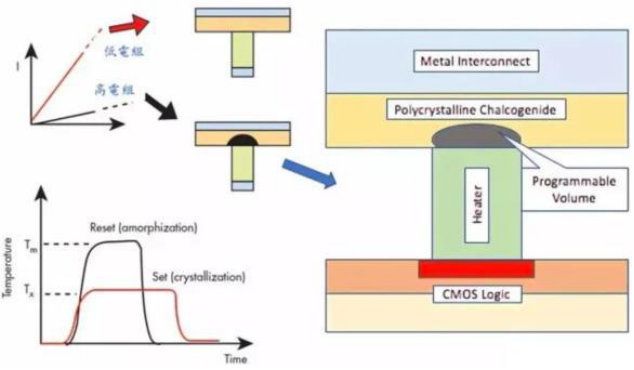 I
低電組
高電組
Metal Interconnect
Polycrystalline Chalcogenide
Programmable
Volume
Heater
CMOS Logic
Temperature
Tm
Tx
Reset (amorphization)
Set (crystallization)
Time